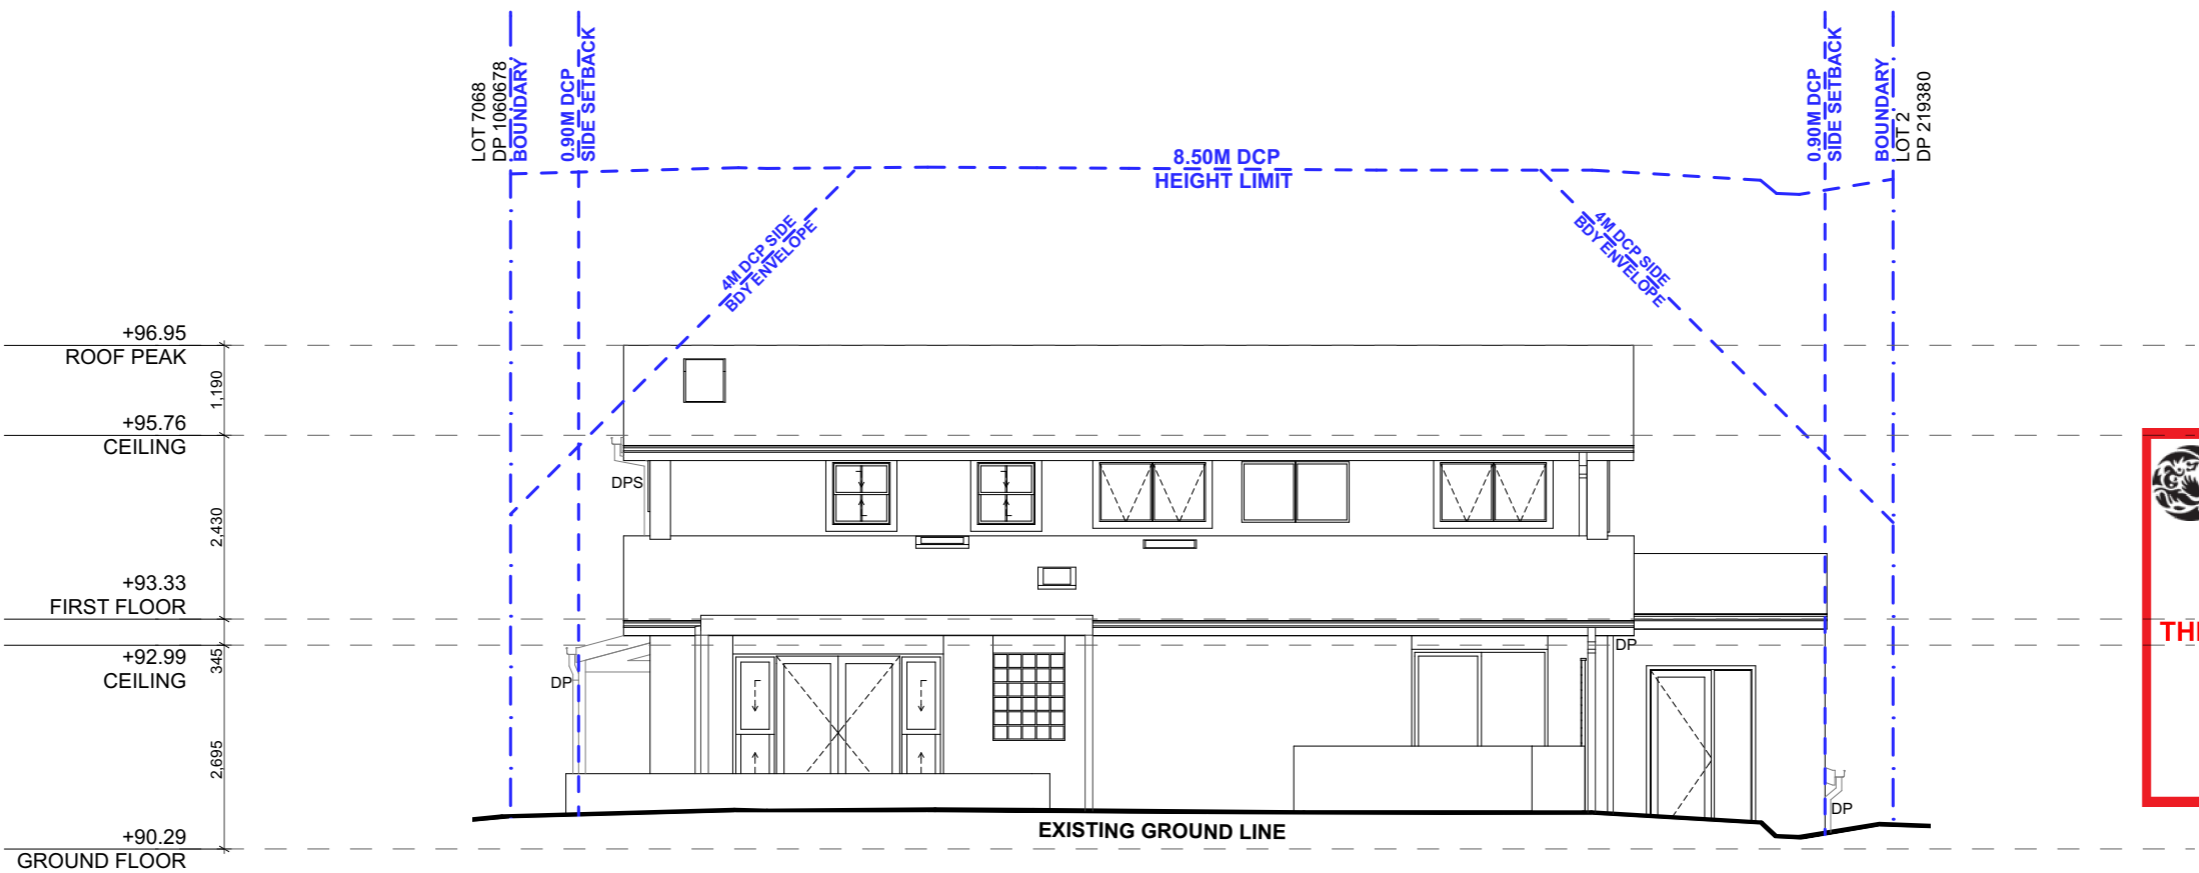 LOT 7068
DP 1060678
BOUNDARY
0.90M DCP
SIDE SETBACK
0.90M DCP
SIDE SETBACK
BOUNDARY
LOT 2
DP 219380
8.50M DCP
HEIGHT LIMIT
4M DCP SIDE
BDY ENVELOPE
4M DCP SIDE
BDY ENVELOPE
+96.95
ROOF PEAK
1,190
+95.76
CEILING
DPS
2,430
+93.33
FIRST FLOOR
345
+92.99
CEILING
DP
DP
2,695
DP
+90.29
GROUND FLOOR
EXISTING GROUND LINE